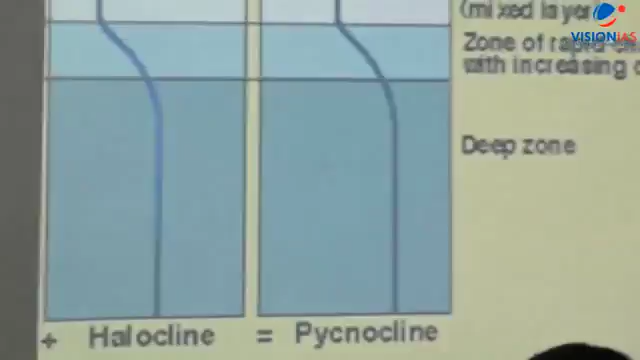 (mixed layer
VISIONIAS
Zone of rapid
with increasing
Deep zone
+ Halocline = Pycnocline